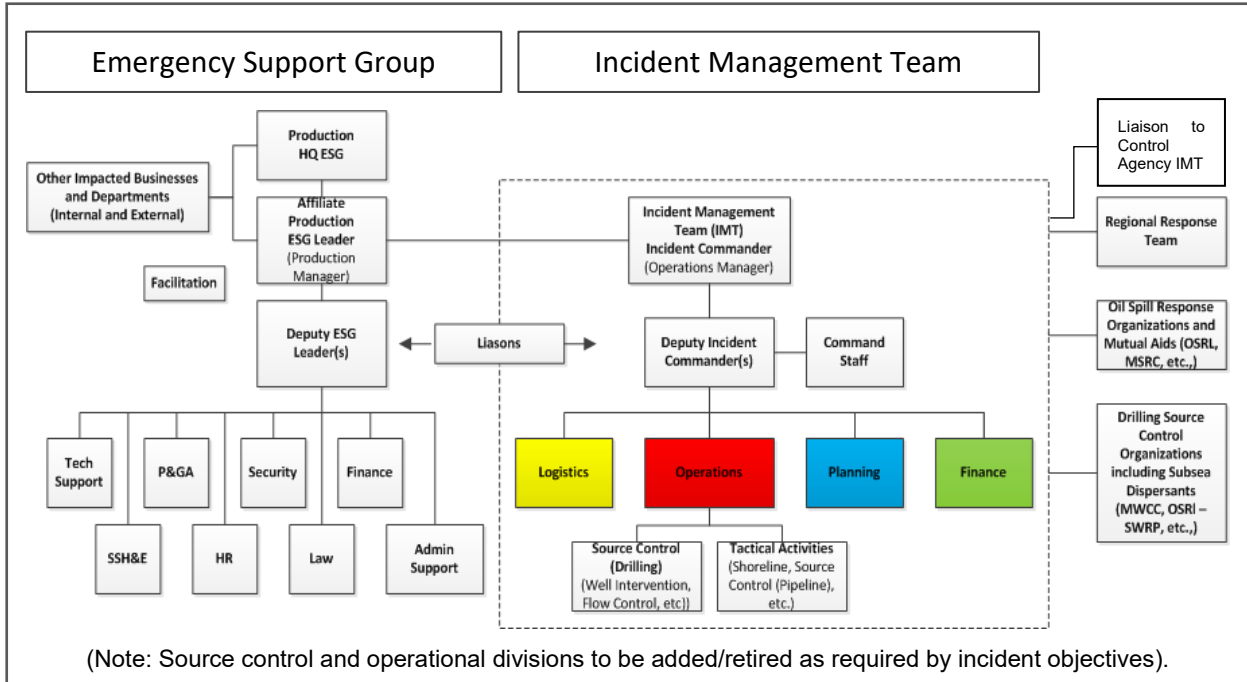 Emergency Support Group
Incident Management Team
Production
HQ ESG
Other Impacted Businesses
and Departments
(Internal and External)
Affiliate
Production
ESG Leader
(Production
Manager)
Facilitation
Deputy ESG
Leader(s)
Liasons
Tech
Support
P&GA
Security
Finance
SSH&E
HR
Law
Admin
Support
Incident Management
Team (IMT)
Incident Commander
(Operations Manager)
Deputy Incident
Commander(s)
Command
Staff
Logistics
Operations
Planning
Finance
Source Control
(Drilling)
(Well Intervention,
Flow Control, etc))
Tactical Activities
(Shoreline, Source
Control (Pipeline),
etc.)
Liaison to
Control
Agency IMT
Regional Response
Team
Oil Spill Response
Organizations and
Mutual Aids (OSRL,
MSRC, etc.,)
Drilling Source
Control
Organizations
including Subsea
Dispersants
(MWCC, OSRl –
SWRP, etc.,)
(Note: Source control and operational divisions to be added/retired as required by incident objectives).